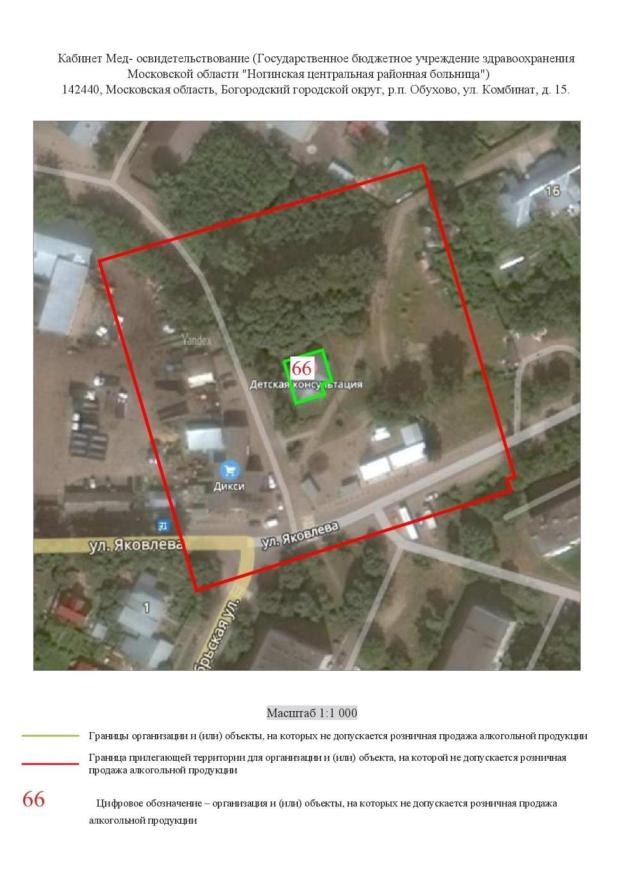 Кабинет Мед- освидетельствование (Государственное бюджетное учреждение здравоохранения
Московской области "Ногинская центральная районная больница")
142440, Московская область, Богородский городской округ, р.п. Обухово, ул. Комбинат, д. 15.
16
Yandex
66
Детская консультация
Дикси
ул. Яковлева
ул. Яковлева
1
брьская ул.
Масштаб 1:1 000
Границы организации и (или) объекты, на которых не допускается розничная продажа алкогольной продукции
Граница прилегающей территории для организации и (или) объекта, на которой не допускается розничная
продажа алкогольной продукции
66
Цифровое обозначение – организация и (или) объекты, на которых не допускается розничная продажа
алкогольной продукции